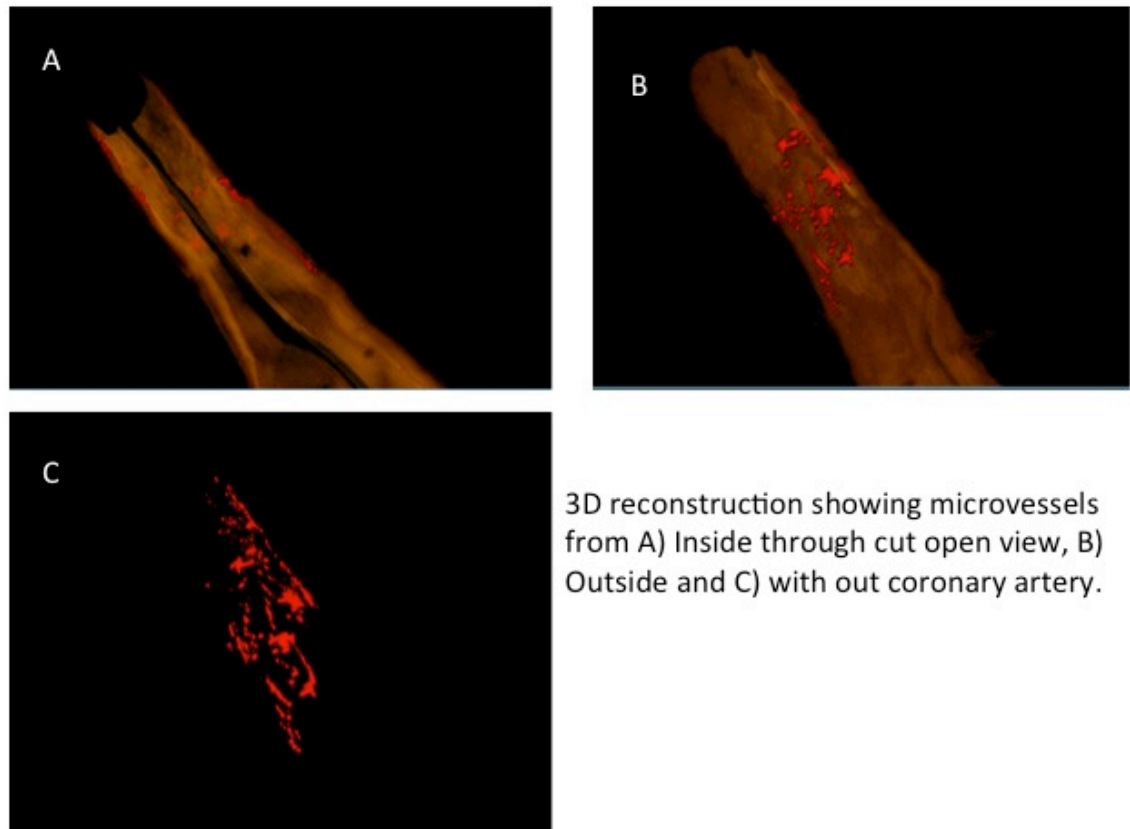 A
B
C
3D reconstruction showing microvessels
from A) Inside through cut open view, B)
Outside and C) with out coronary artery.